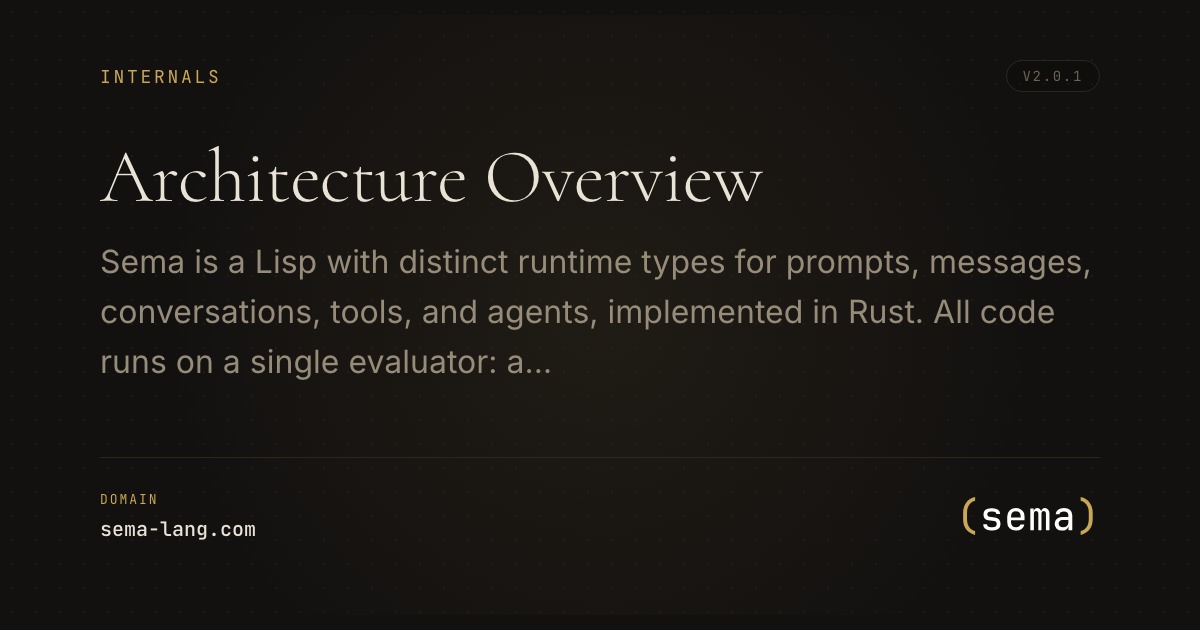 INTERNALS
V2.0.1
Architecture Overview
Sema is a Lisp with distinct runtime types for prompts, messages,
conversations, tools, and agents, implemented in Rust. All code
runs on a single evaluator: a...
DOMAIN
sema-lang.com
(sema)